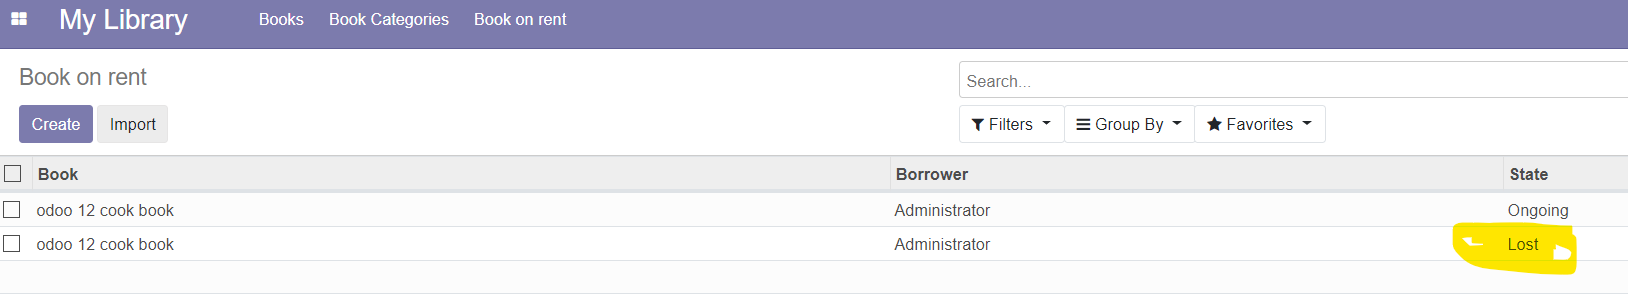 My Library Books Book Categories Book on rent
Book on rent
Search...
Create Import Filters Group By Favorites
Book Borrower State
odoo 12 cook book Administrator Ongoing
odoo 12 cook book Administrator Lost